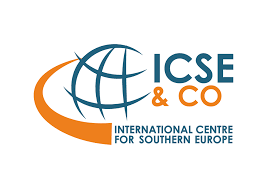 ICSE
& CO
INTERNATIONAL CENTRE
FOR SOUTHERN EUROPE